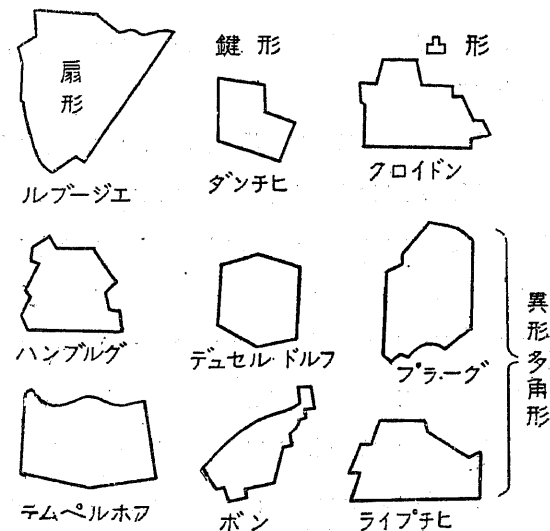 扇形
鍵形
凸形
ルブージエ
ダンチヒ
クロイドン
ハンブルグ
デュセルドルフ
プラーグ
異形多角形
テムペルホフ
ボン
ライプチヒ